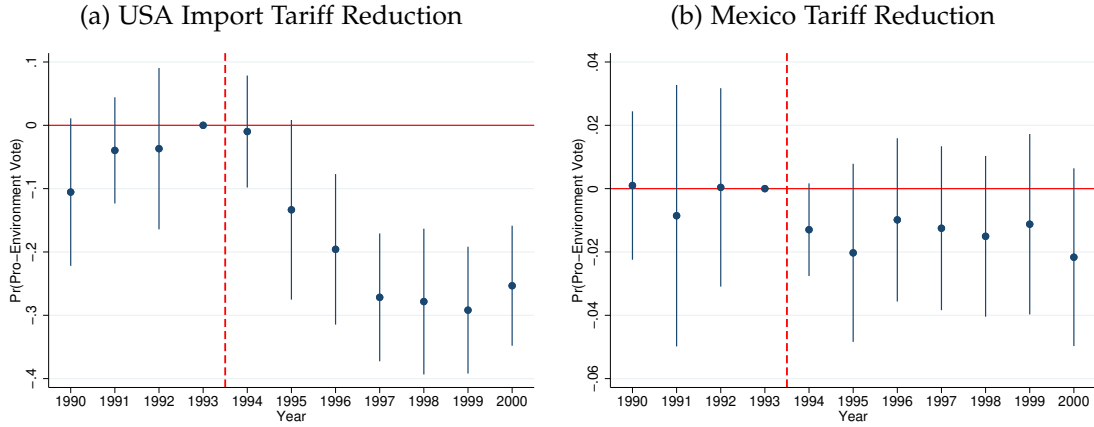 (a) USA Import Tariff Reduction
Pr(Pro-Environment Vote)
.1
0
-.1
-.2
-.3
-.4
1990 1991 1992 1993 1994 1995 1996 1997 1998 1999 2000
Year
(b) Mexico Tariff Reduction
Pr(Pro-Environment Vote)
.04
.02
0
-.02
-.04
-.06
1990 1991 1992 1993 1994 1995 1996 1997 1998 1999 2000
Year